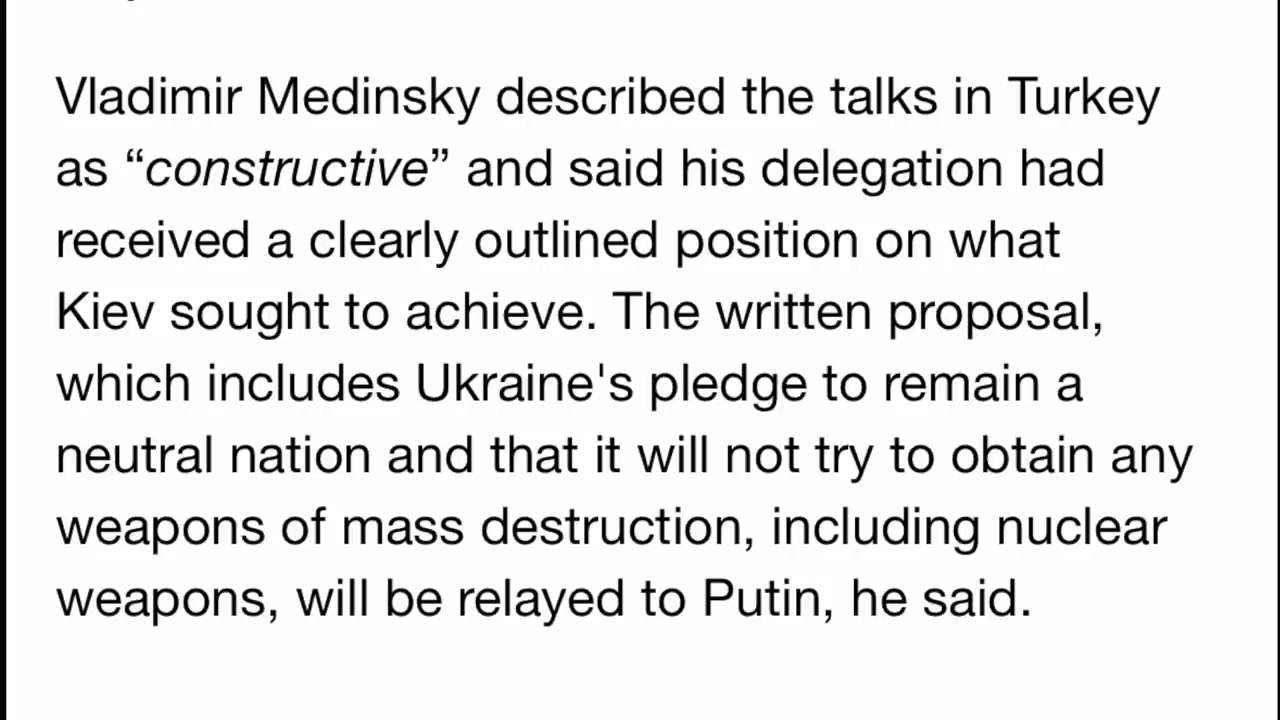 Vladimir Medinsky described the talks in Turkey
as “constructive” and said his delegation had
received a clearly outlined position on what
Kiev sought to achieve. The written proposal,
which includes Ukraine's pledge to remain a
neutral nation and that it will not try to obtain any
weapons of mass destruction, including nuclear
weapons, will be relayed to Putin, he said.